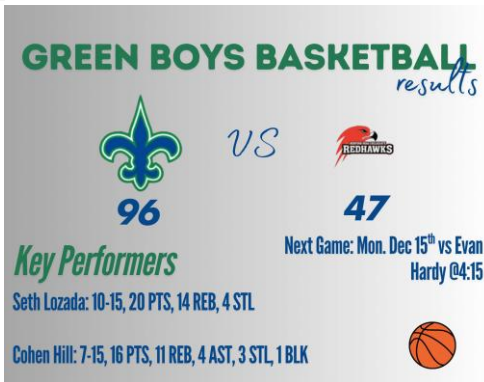 GREEN BOYS BASKETBALL
results
VS
REDHAWKS
96
47
Next Game: Mon. Dec 15th vs Evan
Hardy @4:15
Key Performers
Seth Lozada: 10-15, 20 PTS, 14 REB, 4 STL
Cohen Hill: 7-15, 16 PTS, 11 REB, 4 AST, 3 STL, 1 BLK